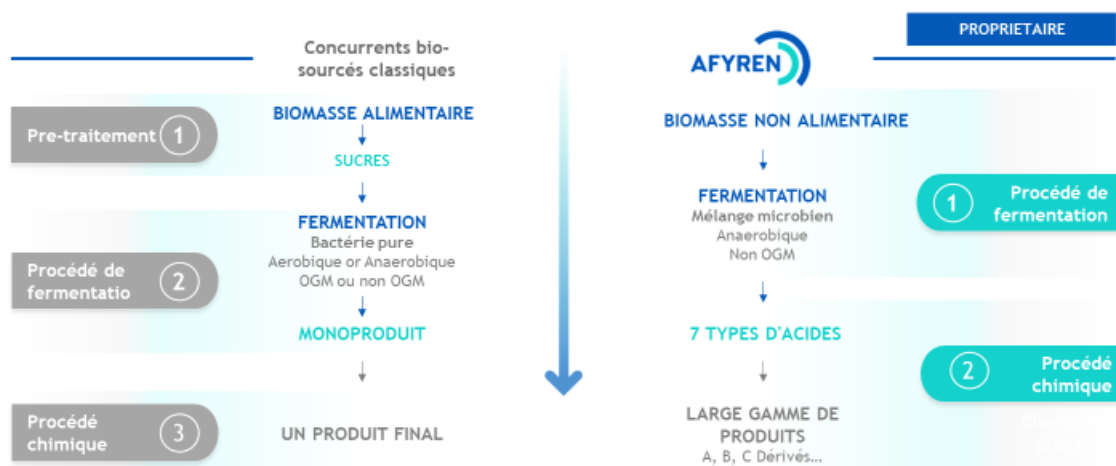 PROPRIETAIRE
Concurrents bio-
sourcés classiques
AFYREN
Pre-traitement 1
BIOMASSE ALIMENTAIRE
SUCRES
FERMENTATION
Bactérie pure
Aerobique or Anaerobique
OGM ou non OGM
Procédé de
fermentatio
2
MONOPRODUIT
Procédé
chimique
3
UN PRODUIT FINAL
BIOMASSE NON ALIMENTAIRE
FERMENTATION
Mélange microbien
Anaerobique
Non OGM
1
Procédé de
fermentation
7 TYPES D'ACIDES
2
Procédé
chimique
LARGE GAMME DE
PRODUITS
A, B, C Dérivés...